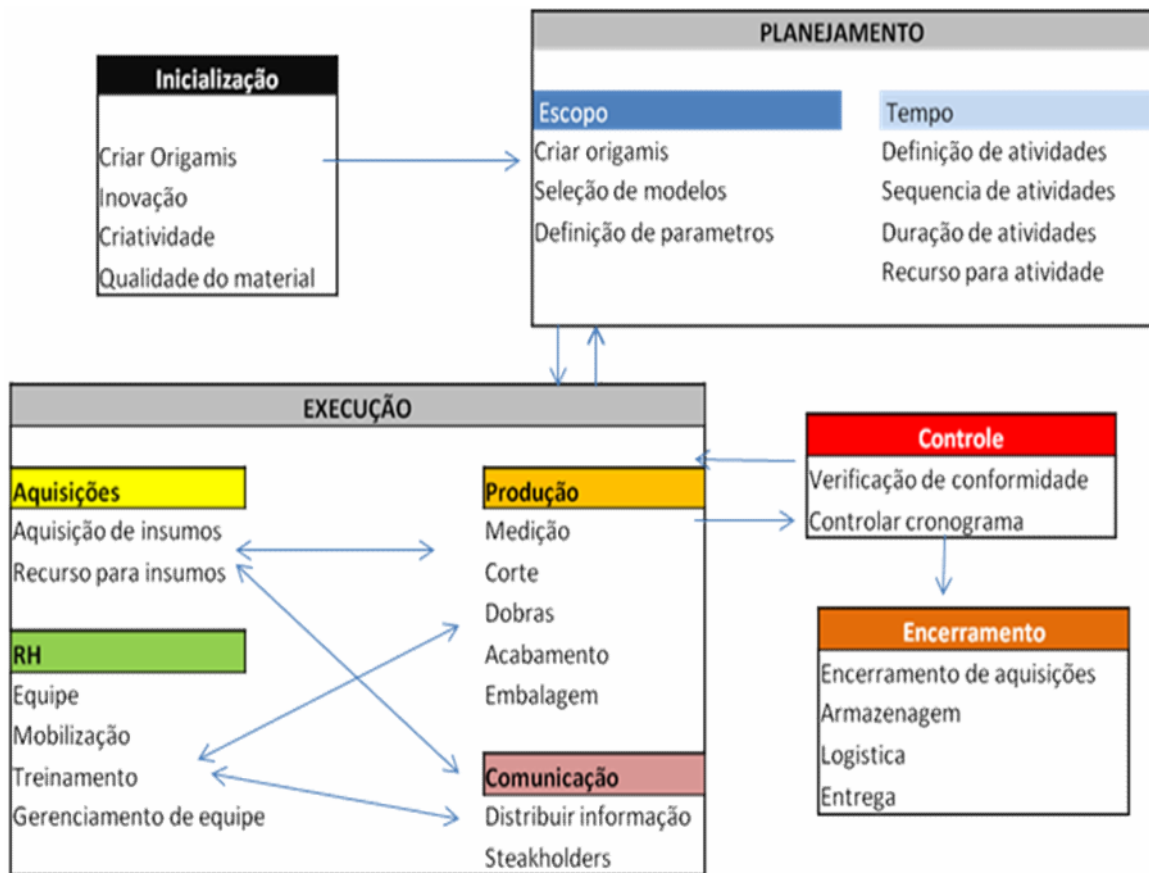 Inicialização
Criar Origamis
Inovação
Criatividade
Qualidade do material
PLANEJAMENTO
Escopo
Criar origamis
Seleção de modelos
Definição de parametros
Tempo
Definição de atividades
Sequencia de atividades
Duração de atividades
Recurso para atividade
EXECUÇÃO
Aquisições
Aquisição de insumos
Recurso para insumos
RH
Equipe
Mobilização
Treinamento
Gerenciamento de equipe
Produção
Medição
Corte
Dobras
Acabamento
Embalagem
Comunicação
Distribuir informação
Steakholders
Controle
Verificação de conformidade
Controlar cronograma
Encerramento
Encerramento de aquisições
Armazenagem
Logistica
Entrega